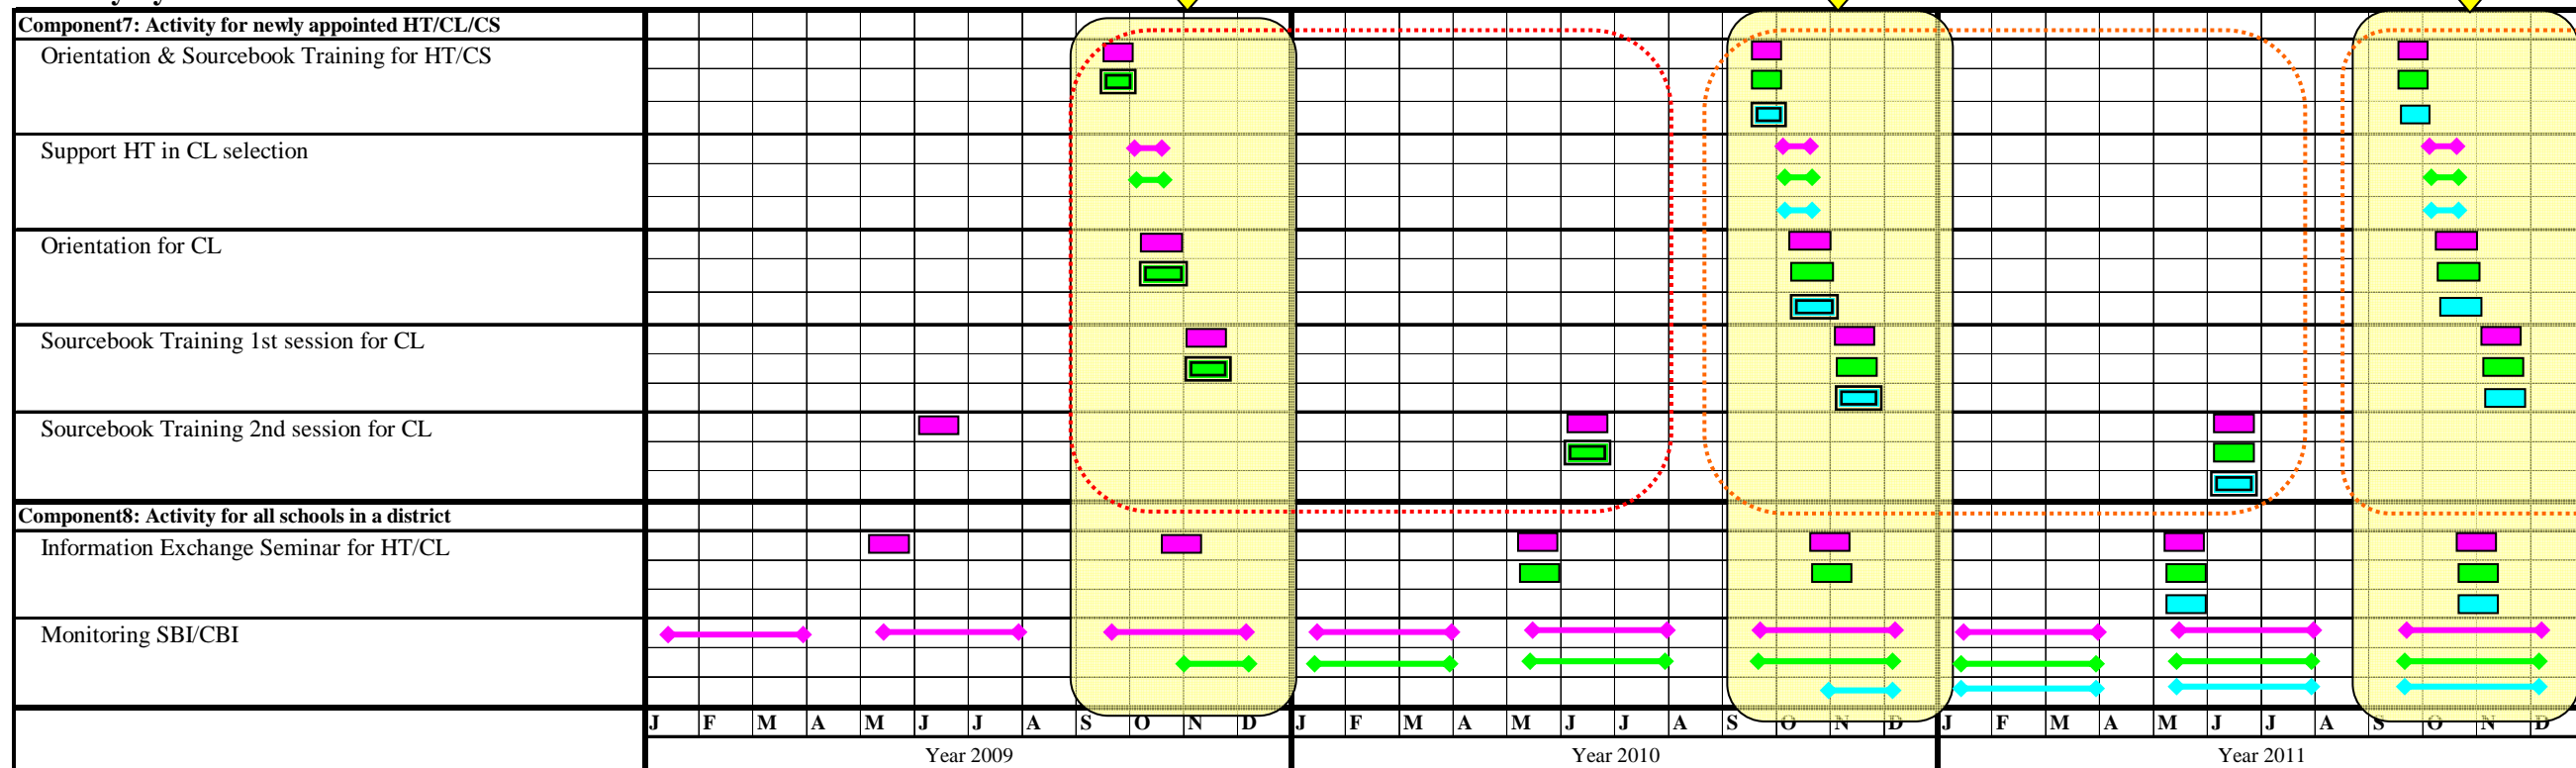 Component7: Activity for newly appointed HT/CL/CS
Orientation & Sourcebook Training for HT/CS
Support HT in CL selection
Orientation for CL
Sourcebook Training 1st session for CL
Sourcebook Training 2nd session for CL
Component8: Activity for all schools in a district
Information Exchange Seminar for HT/CL
Monitoring SBI/CBI
J F M A M J J A S O N D J F M A M J J A S O N D J F M A M J J A S O N D
Year 2009 Year 2010 Year 2011